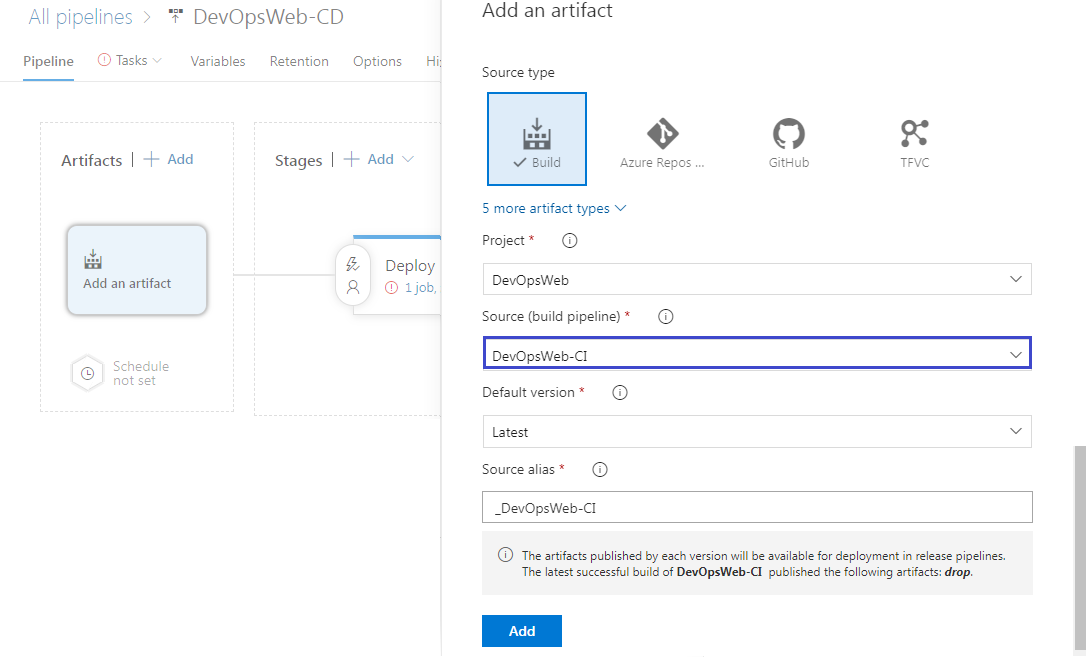 All pipelines > DevOpsWeb-CD
Pipeline Tasks Variables Retention Options Hi
Artifacts | + Add
Stages | + Add
Add an artifact
Schedule
not set
Deploy
1 job,
Add an artifact
Source type
Build
Azure Repos ...
GitHub
TFVC
5 more artifact types
Project *
DevOpsWeb
Source (build pipeline) *
DevOpsWeb-CI
Default version *
Latest
Source alias *
_DevOpsWeb-CI
The artifacts published by each version will be available for deployment in release pipelines.
The latest successful build of DevOpsWeb-CI published the following artifacts: drop.
Add